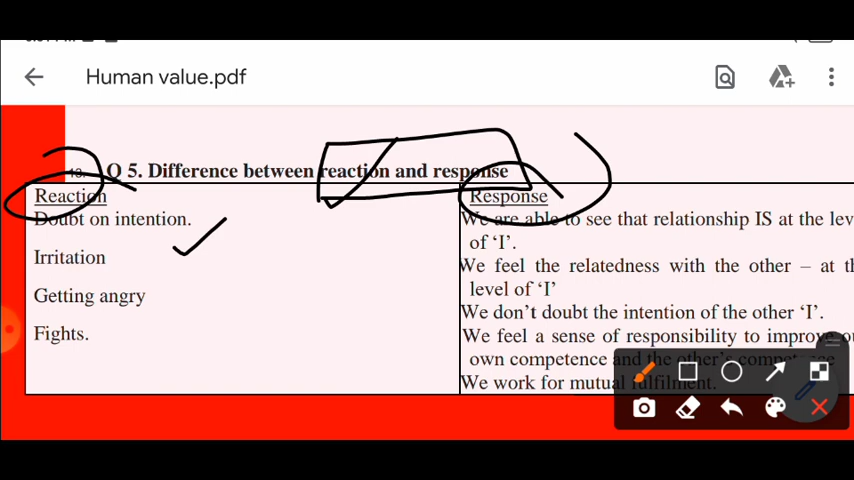 Human value.pdf
Q 5. Difference between reaction and response
Reaction
Doubt on intention.
Irritation
Getting angry
Fights.
Response
We are able to see that relationship IS at the
of ‘I’.
We feel the relatedness with the other – at
level of ‘I’
We don’t doubt the intention of the other ‘I’.
We feel a sense of responsibility to improve
own competence and the other’s competence
We work for mutual fulfilment.